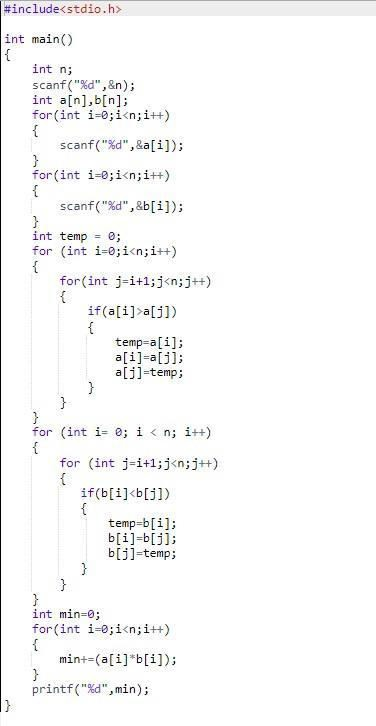 #include<stdio.h>
int main()
{
    int n;
    scanf("%d",&n);
    int a[n],b[n];
    for(int i=0;i<n;i++)
    {
        scanf("%d",&a[i]);
    }
    for(int i=0;i<n;i++)
    {
        scanf("%d",&b[i]);
    }
    int temp = 0;
    for (int i=0;i<n;i++)
    {
        for(int j=i+1;j<n;j++)
        {
            if(a[i]>a[j])
            {
                temp=a[i];
                a[i]=a[j];
                a[j]=temp;
            }
        }
    }
    for (int i= 0; i < n; i++)
    {
        for (int j=i+1;j<n;j++)
        {
           if(b[i]<b[j])
           {
               temp=b[i];
               b[i]=b[j];
               b[j]=temp;
           }
        }
    }
    int min=0;
    for(int i=0;i<n;i++)
    {
        min+=(a[i]*b[i]);
    }
    printf("%d",min);
}